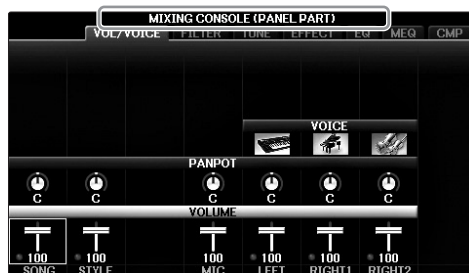 MIXING CONSOLE (PANEL PART)
VOL/VOICE FILTER TUNE EFFECT EQ MEQ CMP
VOICE
PANPOT
C C C C C C
VOLUME
100 100 100 100 100 100
SONG STYLE MIC LEFT RIGHT1 RIGHT2